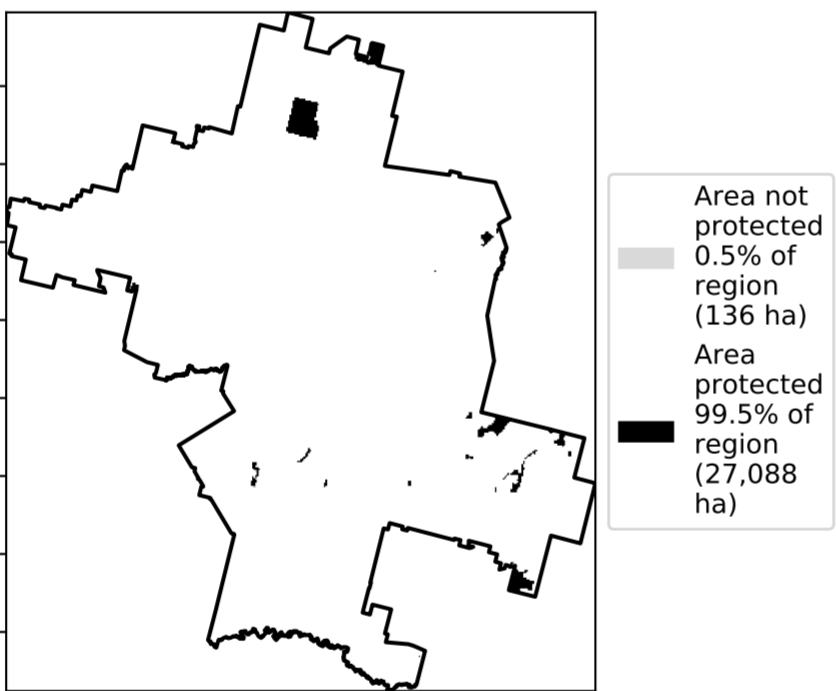 Area not
protected
0.5% of
region
(136 ha)
Area
protected
99.5% of
region
(27,088
ha)